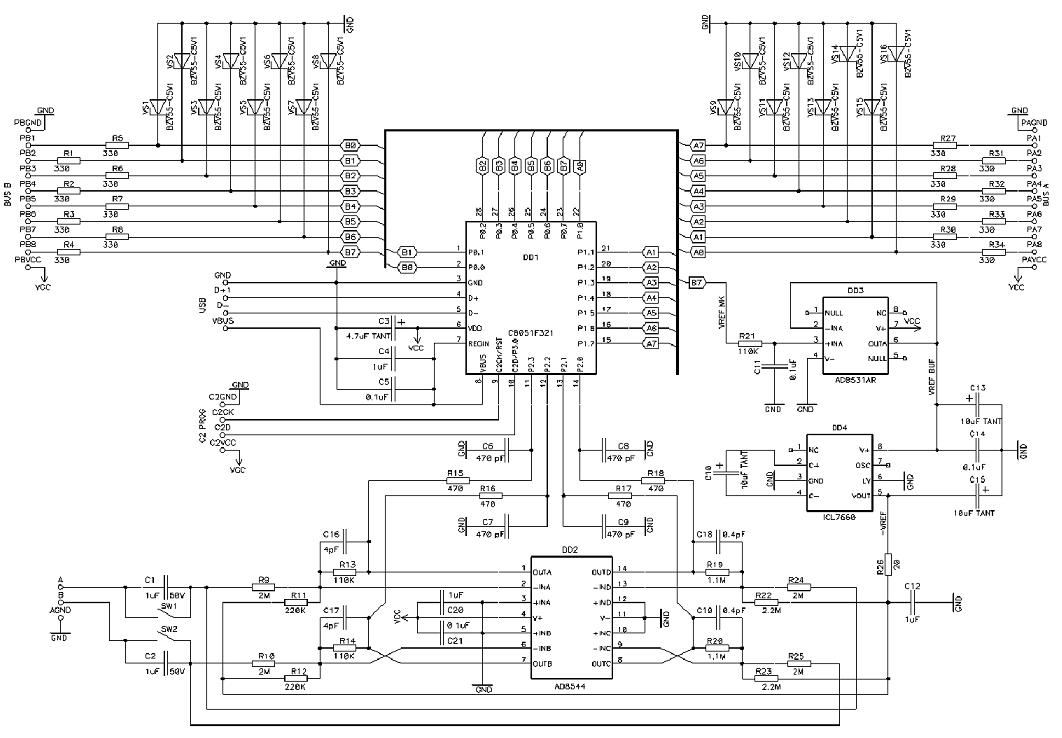 GND
GND
VS2
BZV55-C5V1
VS4
BZV55-C5V1
VS6
BZV55-C5V1
VS8
BZV55-C5V1
VS10
BZV55-C5V1
VS12
BZV55-C5V1
VS14
BZV55-C5V1
VS16
BZV55-C5V1
VS1
BZV55-C5V1
VS3
BZV55-C5V1
VS5
BZV55-C5V1
VS7
BZV55-C5V1
VS9
BZV55-C5V1
VS11
BZV55-C5V1
VS13
BZV55-C5V1
VS15
BZV55-C5V1
GND
PBGND
PB1
PB2
PB3
PB4
PB5
PB6
PB7
PB8
PBVCC
BUS B
VCC
R5
330
R1
330
R6
330
R2
330
R7
330
R3
330
R8
330
R4
330
B0
B1
B2
B3
B4
B5
B6
B7
B2
B3
B4
B5
B6
B7
A0
A7
A6
A5
A4
A3
A2
A1
A0
R27
330
R31
330
R28
330
R32
330
R29
330
R33
330
R30
330
R34
330
GND
PAGND
PA1
PA2
PA3
PA4
PA5
PA6
PA7
PA8
PAVCC
BUS A
VCC
28 27 26 25 24 23 22
P0.2 P0.3 P0.4 P0.5 P0.6 P0.7 P1.0
DD1
C8051F321
B1
B0
1 P0.1
2 P0.0
3 GND
4 D+
5 D-
6 VDD
7 REGIN
P1.1 21 A1
P1.2 20 A2
P1.3 19 A3
P1.4 18 A4
P1.5 17 A5
P1.6 16 A6
P1.7 15 A7
VBUS C2CK/RST C2D/P3.0 P2.3 P2.2 P2.1 P2.0
8 9 10 11 12 13 14
B7
VREF MK
GND
GND
D+1
D-
VBUS
USB
C3
4.7uF TANT
VCC
C4
1uF
C5
0.1uF
GND
C2GND
C2CK
C2D
C2VCC
C2 PROG
VCC
R21
110K
C11
0.1uF
GND
GND
DD3
1 NULL
2 -INA
3 +INA
4 V-
NC 8
V+ 7
OUTA 6
NULL 5
AD8531AR
VCC
VREF BUF
C13
10uF TANT
C14
0.1uF
C15
10uF TANT
GND
DD4
1 NC
2 C+
3 GND
4 C-
V+ 8
OSC 7
LV 6
VOUT 5
ICL7660
GND
GND
C10
10uF TANT
-VREF
R26
20
C12
1uF
GND
GND
C6
470 pF
C8
470 pF
GND
R15
470
R16
470
R18
470
R17
470
GND
C7
470 pF
C9
470 pF
GND
C16
4pF
R13
110K
C17
4pF
R14
110K
C18
0.4pF
R19
1.1M
C19
0.4pF
R20
1,1M
DD2
1 OUTA
2 -INA
3 +INA
4 V+
5 +INB
6 -INB
7 OUTB
OUTD 14
-IND 13
+IND 12
V- 11
+INC 10
-INC 9
OUTC 8
AD8544
1uF
C20
0.1uF
C21
VCC
GND
GND
A
B
AGND
GND
C1
1uF 50V
SW1
SW2
C2
1uF 50V
R9
2M
R11
220K
R10
2M
R12
220K
R24
2M
R22
2.2M
R25
2M
R23
2.2M